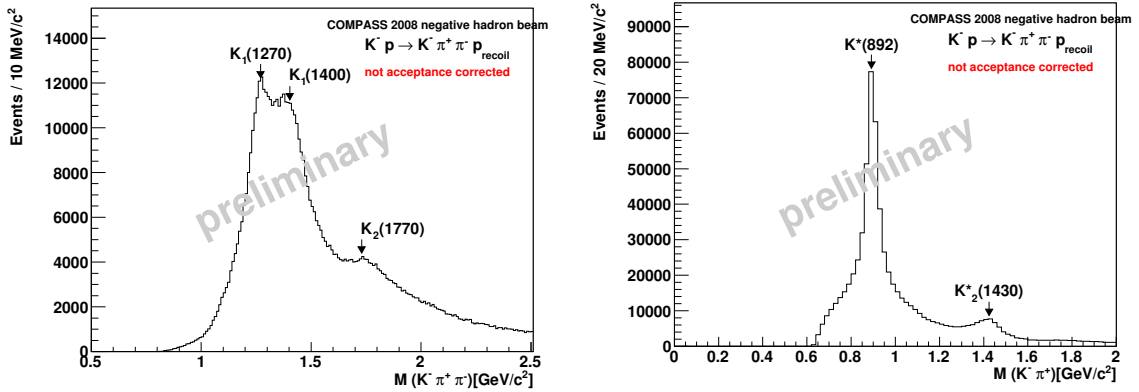 COMPASS 2008 negative hadron beam
K⁻ p → K⁻ π⁺ π⁻ p_recoil
not acceptance corrected
K₁(1270)
K₁(1400)
K₂(1770)
preliminary
Events / 10 MeV/c²
14000
12000
10000
8000
6000
4000
2000
0
0.5 1 1.5 2 2.5
M (K⁻ π⁺ π⁻)[GeV/c²]
COMPASS 2008 negative hadron beam
K⁻ p → K⁻ π⁺ π⁻ p_recoil
not acceptance corrected
K*(892)
K*₂(1430)
preliminary
Events / 20 MeV/c²
90000
80000
70000
60000
50000
40000
30000
20000
10000
0
0 0.2 0.4 0.6 0.8 1 1.2 1.4 1.6 1.8 2
M (K⁻ π⁺)[GeV/c²]